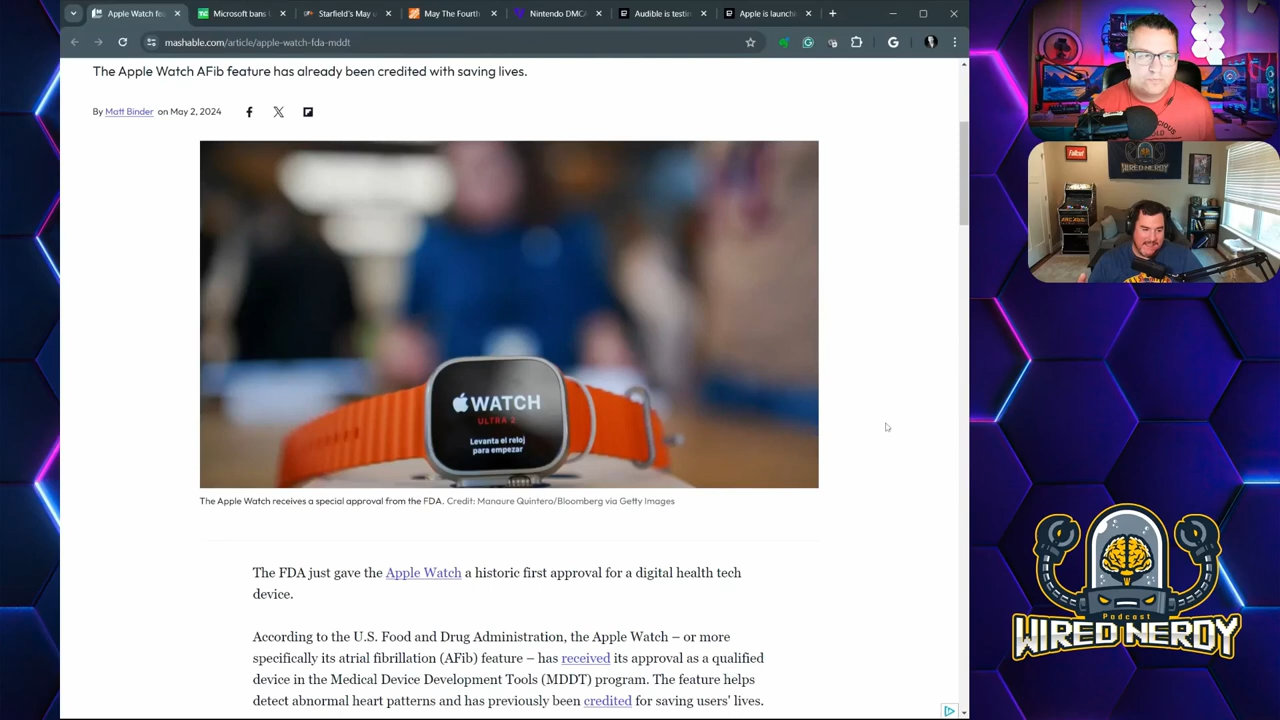 Apple Watch fea
Microsoft bans
Starfield's May u
May The Fourth
Nintendo DMCA
Audible is testin
Apple is launchi
mashable.com/article/apple-watch-fda-mddt
The Apple Watch AFib feature has already been credited with saving lives.
By Matt Binder on May 2, 2024
WATCH
ULTRA 2
Levanta el reloj
para empezar
The Apple Watch receives a special approval from the FDA. Credit: Manaure Quintero/Bloomberg via Getty Images
The FDA just gave the Apple Watch a historic first approval for a digital health tech
device.
According to the U.S. Food and Drug Administration, the Apple Watch – or more
specifically its atrial fibrillation (AFib) feature – has received its approval as a qualified
device in the Medical Device Development Tools (MDDT) program. The feature helps
detect abnormal heart patterns and has previously been credited for saving users' lives.
Fallout
WIRED NERDY
ARCADE
Podcast
WIRED NERDY